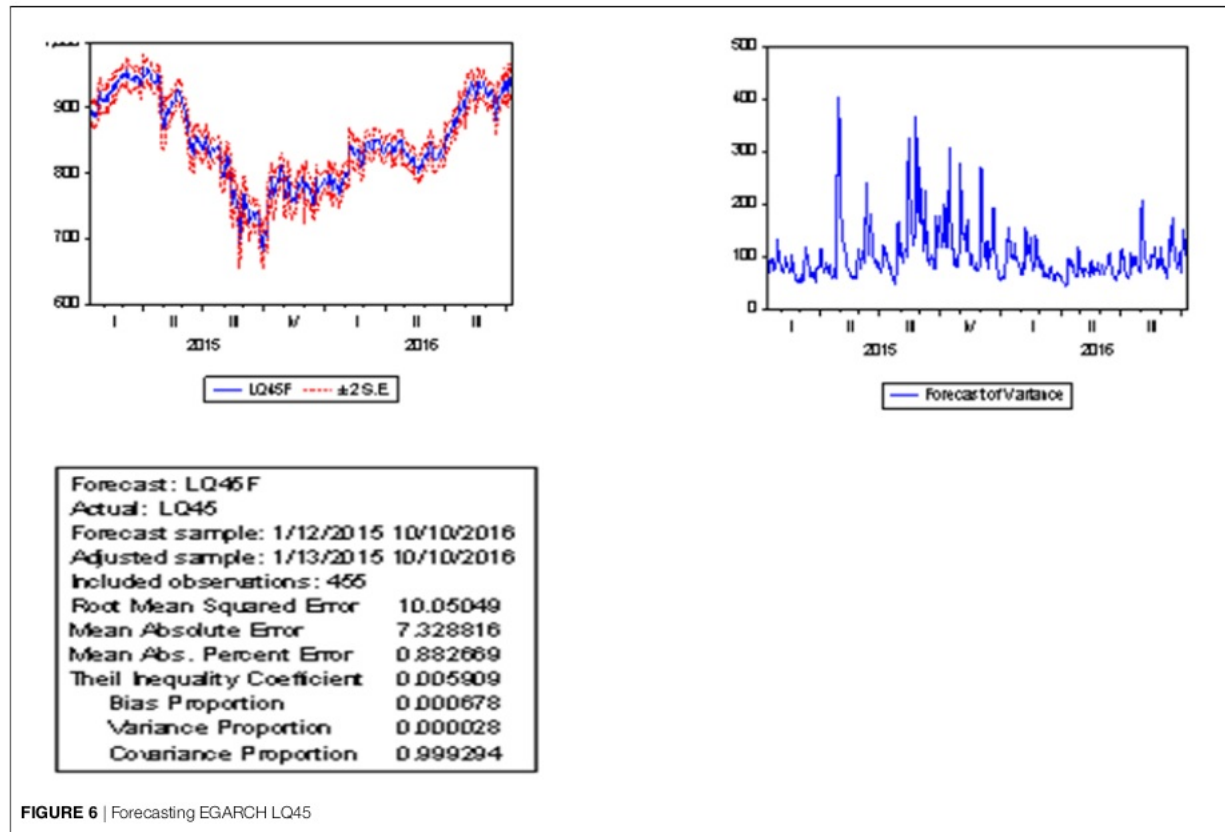 1,000
900
800
700
600
I II III IV I II III
2015 2016
LQ45F ±2 S.E.
500
400
300
200
100
0
I II III IV I II III
2015 2016
Forecast of Variance
Forecast: LQ45F
Actual: LQ45
Forecast sample: 1/12/2015 10/10/2016
Adjusted sample: 1/13/2015 10/10/2016
Included observations: 455
Root Mean Squared Error 10.05049
Mean Absolute Error 7.328816
Mean Abs. Percent Error 0.882669
Theil Inequality Coefficient 0.005909
Bias Proportion 0.000678
Variance Proportion 0.000028
Covariance Proportion 0.999294
FIGURE 6 | Forecasting EGARCH LQ45